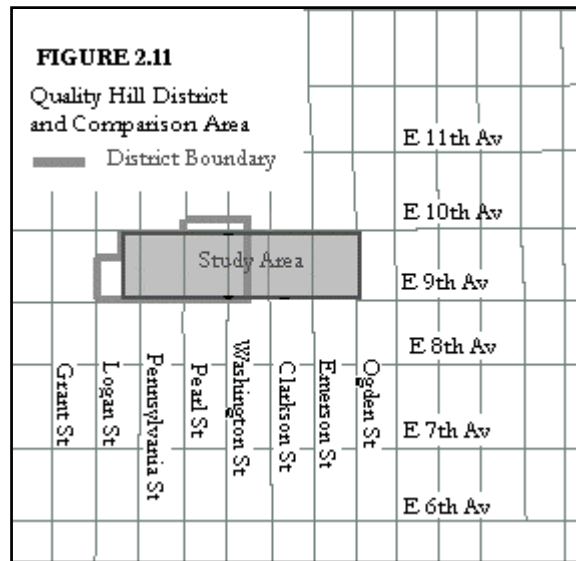 FIGURE 2.11
Quality Hill District
and Comparison Area
District Boundary
E 11th Av
E 10th Av
Study Area
E 9th Av
E 8th Av
Grant St
Logan St
Pennsylvania St
Pearl St
Washington St
Clarkson St
Emerson St
Ogden St
E 7th Av
E 6th Av